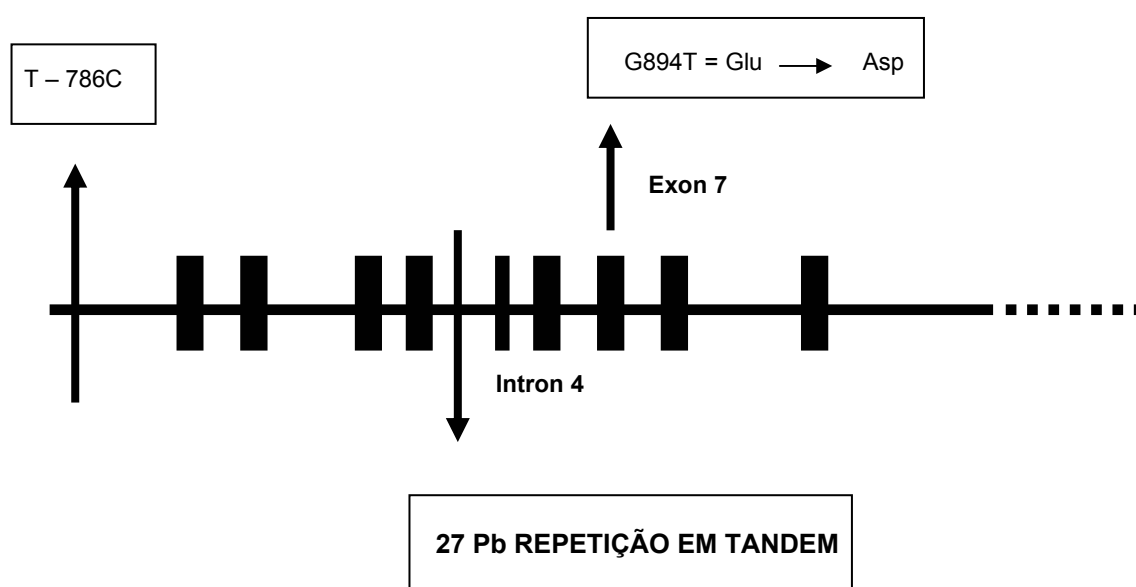 T – 786C
G894T = Glu → Asp
Exon 7
Intron 4
27 Pb REPETIÇÃO EM TANDEM